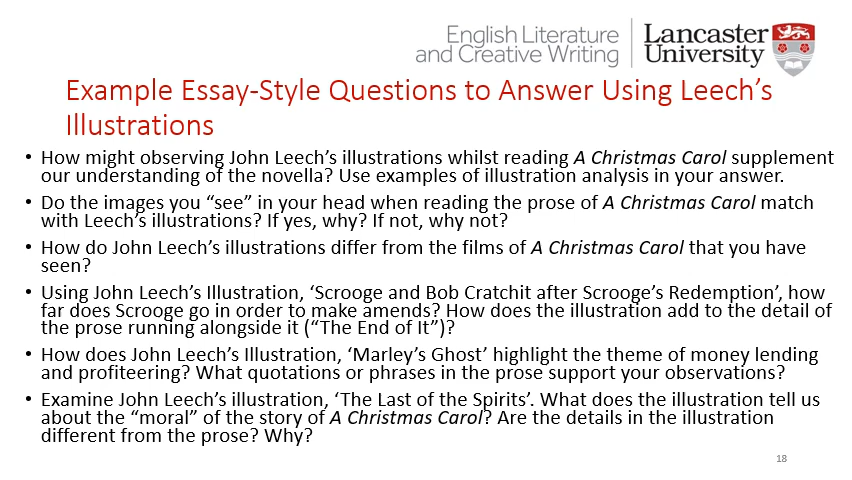 English Literature
and Creative Writing
Lancaster
University
Example Essay-Style Questions to Answer Using Leech’s
Illustrations
• How might observing John Leech’s illustrations whilst reading A Christmas Carol supplement
our understanding of the novella? Use examples of illustration analysis in your answer.
• Do the images you “see” in your head when reading the prose of A Christmas Carol match
with Leech’s illustrations? If yes, why? If not, why not?
• How do John Leech’s illustrations differ from the films of A Christmas Carol that you have
seen?
• Using John Leech’s Illustration, ‘Scrooge and Bob Cratchit after Scrooge’s Redemption’, how
far does Scrooge go in order to make amends? How does the illustration add to the detail of
the prose running alongside it (“The End of It”)?
• How does John Leech’s Illustration, ‘Marley’s Ghost’ highlight the theme of money lending
and profiteering? What quotations or phrases in the prose support your observations?
• Examine John Leech’s illustration, ‘The Last of the Spirits’. What does the illustration tell us
about the “moral” of the story of A Christmas Carol? Are the details in the illustration
different from the prose? Why?
18